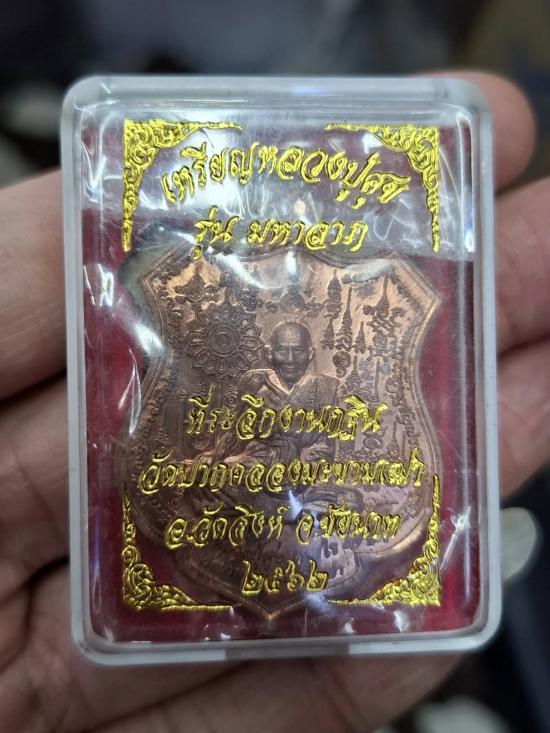 เหรียญหลวงปู่ศุข
รุ่น มหาลาภ
ที่ระลึกงานกฐิน
วัดปากคลองมะขามเฒ่า
อ.วัดสิงห์ จ.ชัยนาท
๒๕๖๒